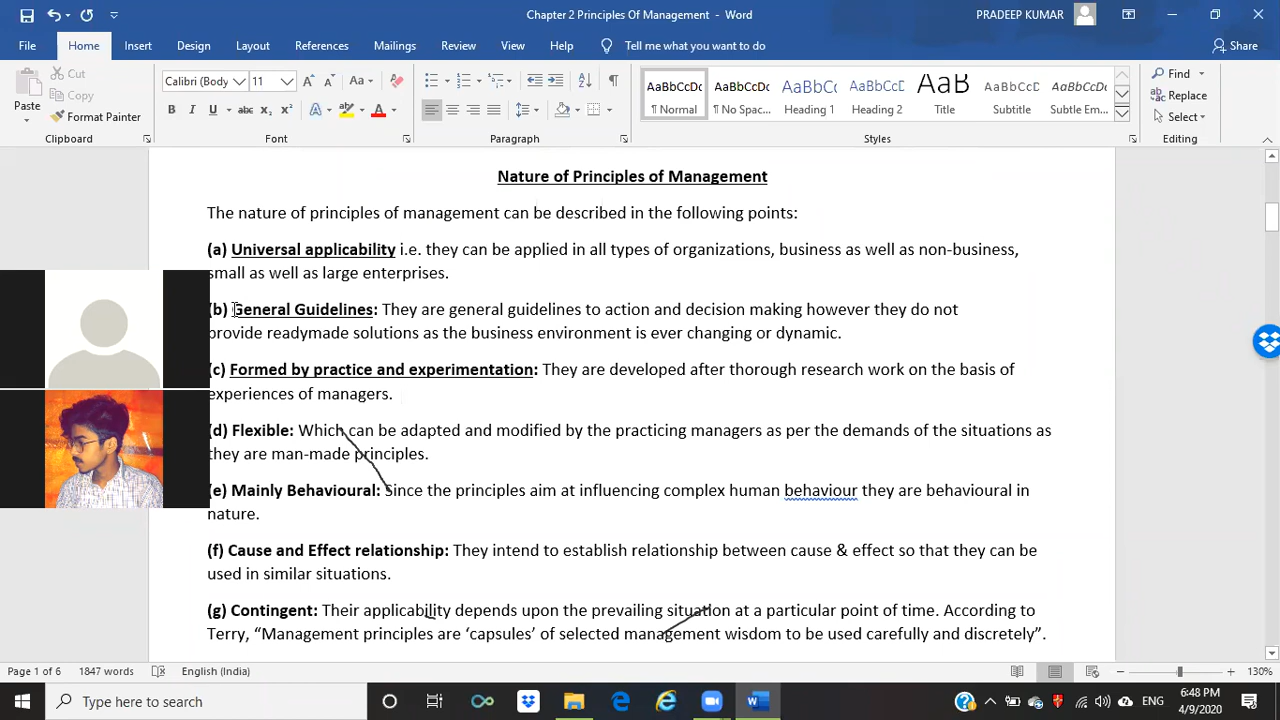 Chapter 2 Principles Of Management - Word
PRADEEP KUMAR
File Home Insert Design Layout References Mailings Review View Help Tell me what you want to do Share
Paste
Cut
Copy
Format Painter
Clipboard
Calibri (Body 11
Font
Paragraph
AaBbCcDc AaBbCcDc AaBbCc AaBbCcD AaB AaBbCcD AaBbCcDc
¶ Normal ¶ No Spac... Heading 1 Heading 2 Title Subtitle Subtle Em...
Styles
Find
Replace
Select
Editing
Nature of Principles of Management
The nature of principles of management can be described in the following points:
(a) Universal applicability i.e. they can be applied in all types of organizations, business as well as non-business,
small as well as large enterprises.
(b) General Guidelines: They are general guidelines to action and decision making however they do not
provide readymade solutions as the business environment is ever changing or dynamic.
(c) Formed by practice and experimentation: They are developed after thorough research work on the basis of
experiences of managers.
(d) Flexible: Which can be adapted and modified by the practicing managers as per the demands of the situations as
they are man-made principles.
(e) Mainly Behavioural: Since the principles aim at influencing complex human behaviour they are behavioural in
nature.
(f) Cause and Effect relationship: They intend to establish relationship between cause & effect so that they can be
used in similar situations.
(g) Contingent: Their applicability depends upon the prevailing situation at a particular point of time. According to
Terry, “Management principles are ‘capsules’ of selected management wisdom to be used carefully and discretely”.
Page 1 of 6 1847 words English (India) 130%
Type here to search
ENG
6:48 PM
4/9/2020